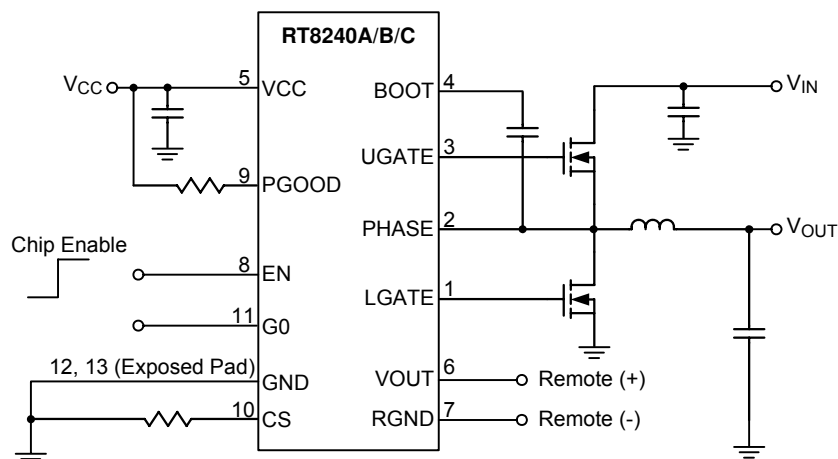 RT8240A/B/C
VCC
5
VCC
BOOT
4
VIN
UGATE
3
9
PGOOD
PHASE
2
VOUT
Chip Enable
8
EN
LGATE
1
11
G0
12, 13 (Exposed Pad)
GND
VOUT
6
Remote (+)
10
CS
RGND
7
Remote (-)